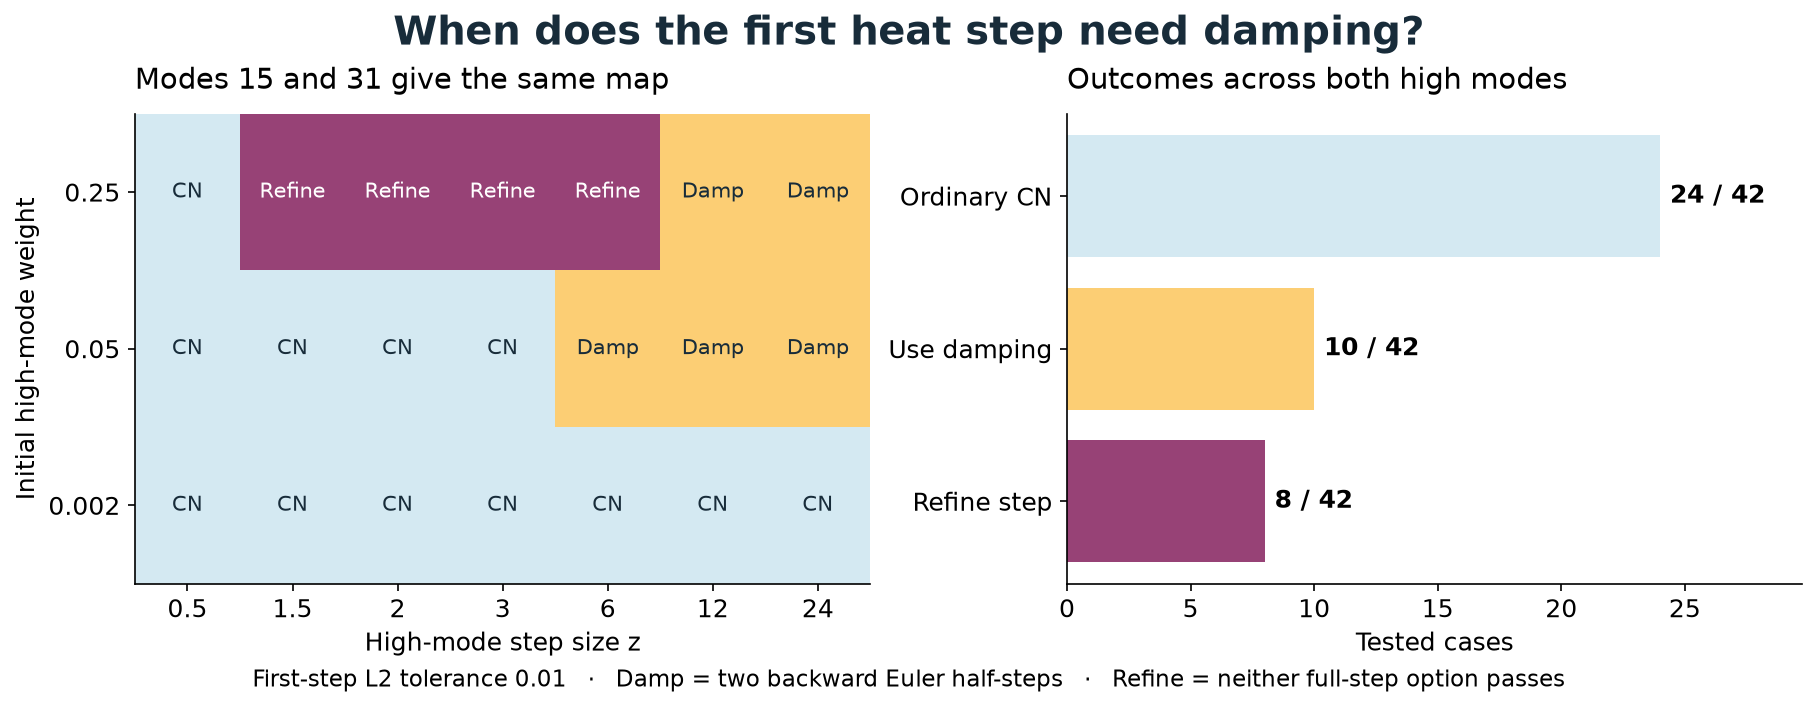 When does the first heat step need damping?
Modes 15 and 31 give the same map
Initial high-mode weight
0.25
CN Refine Refine Refine Refine Damp Damp
0.05
CN CN CN CN Damp Damp Damp
0.002
CN CN CN CN CN CN CN
0.5 1.5 2 3 6 12 24
High-mode step size z
Outcomes across both high modes
Ordinary CN 24 / 42
Use damping 10 / 42
Refine step 8 / 42
0 5 10 15 20 25
Tested cases
First-step L2 tolerance 0.01 · Damp = two backward Euler half-steps · Refine = neither full-step option passes